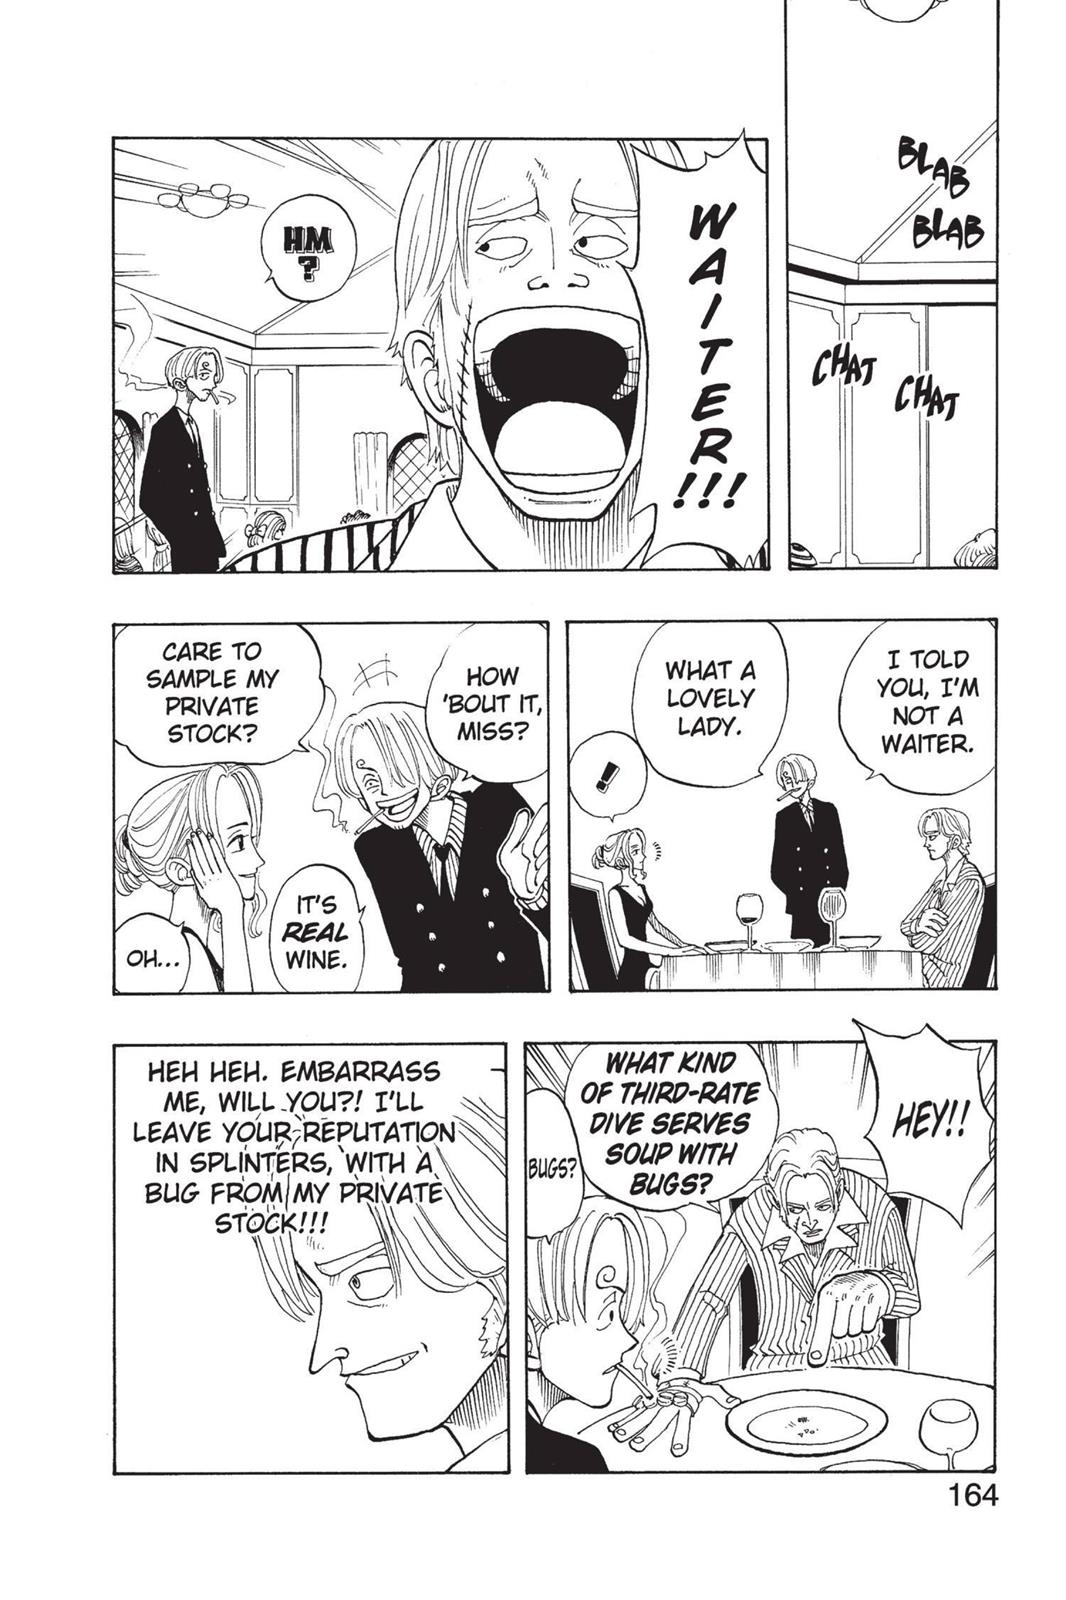 BLAB
BLAB
CHAT
CHAT
WAITER!!!
HM
?
I TOLD
YOU, I'M
NOT A
WAITER.
WHAT A
LOVELY
LADY.
!
HOW
'BOUT IT,
MISS?
CARE TO
SAMPLE MY
PRIVATE
STOCK?
IT'S
REAL
WINE.
OH...
HEY!!
WHAT KIND
OF THIRD-RATE
DIVE SERVES
SOUP WITH
BUGS?
BUGS?
HEH HEH. EMBARRASS
ME, WILL YOU?! I'LL
LEAVE YOUR REPUTATION
IN SPLINTERS, WITH A
BUG FROM MY PRIVATE
STOCK!!!
164